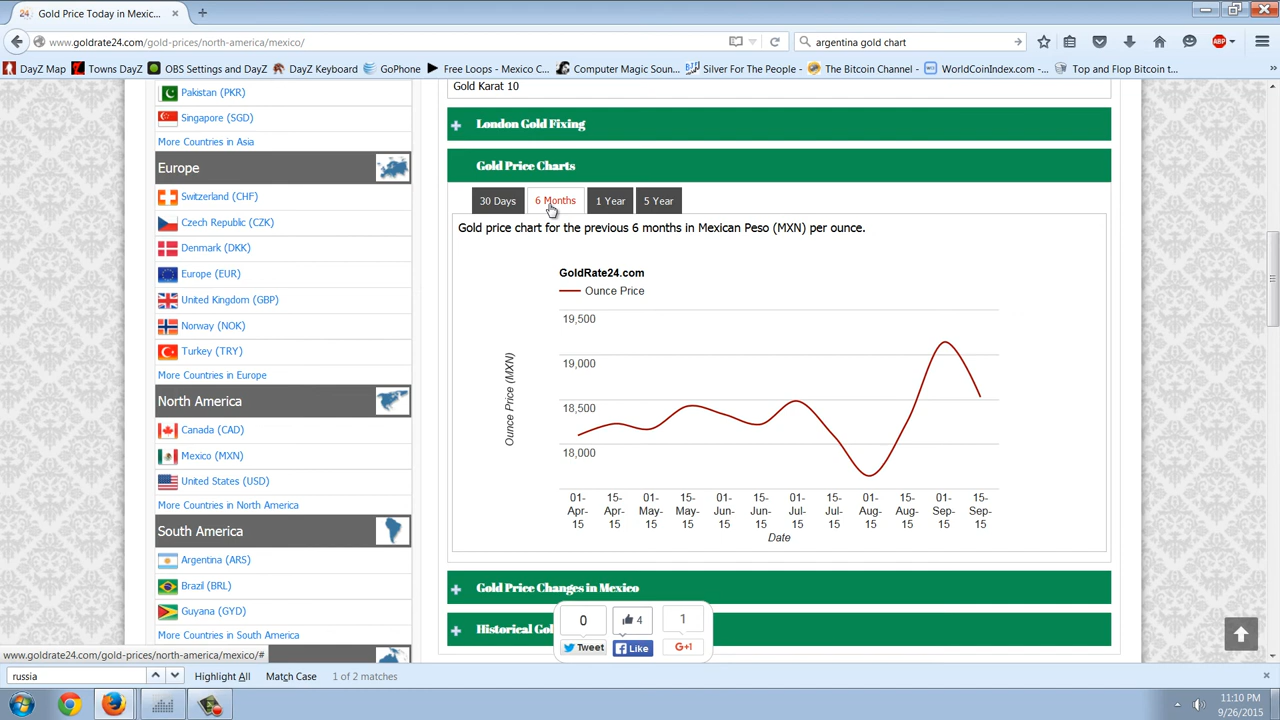 24 Gold Price Today in Mexic... × +
www.goldrate24.com/gold-prices/north-america/mexico/
argentina gold chart
ABP
DayZ Map Towns DayZ OBS Settings and DayZ DayZ Keyboard GoPhone Free Loops - Mexico C... Computer Magic Soun... Silver For The People - The Bitcoin Channel - WorldCoinIndex.com -... Top and Flop Bitcoin t... »
Pakistan (PKR)
Singapore (SGD)
More Countries in Asia
Europe
Switzerland (CHF)
Czech Republic (CZK)
Denmark (DKK)
Europe (EUR)
United Kingdom (GBP)
Norway (NOK)
Turkey (TRY)
More Countries in Europe
North America
Canada (CAD)
Mexico (MXN)
United States (USD)
More Countries in North America
South America
Argentina (ARS)
Brazil (BRL)
Guyana (GYD)
More Countries in South America
Gold Karat 10
London Gold Fixing
Gold Price Charts
30 Days 6 Months 1 Year 5 Year
Gold price chart for the previous 6 months in Mexican Peso (MXN) per ounce.
GoldRate24.com
Ounce Price
19,500
19,000
18,500
18,000
Ounce Price (MXN)
01-Apr-15 15-Apr-15 01-May-15 15-May-15 01-Jun-15 15-Jun-15 01-Jul-15 15-Jul-15 01-Aug-15 15-Aug-15 01-Sep-15 15-Sep-15
Date
Gold Price Changes in Mexico
Historical Gol
0 4 1
Tweet Like G+1
www.goldrate24.com/gold-prices/north-america/mexico/#
russia Highlight All Match Case 1 of 2 matches
11:10 PM
9/26/2015